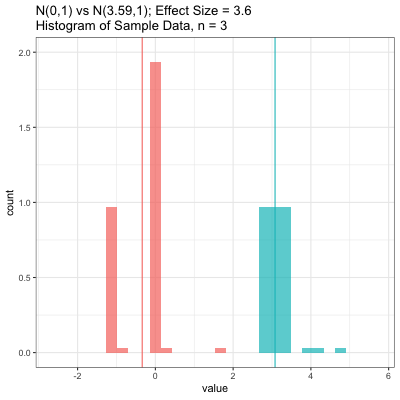 N(0,1) vs N(3.59,1); Effect Size = 3.6
Histogram of Sample Data, n = 3
2.0
1.5
1.0
0.5
0.0
count
-2 0 2 4 6
value